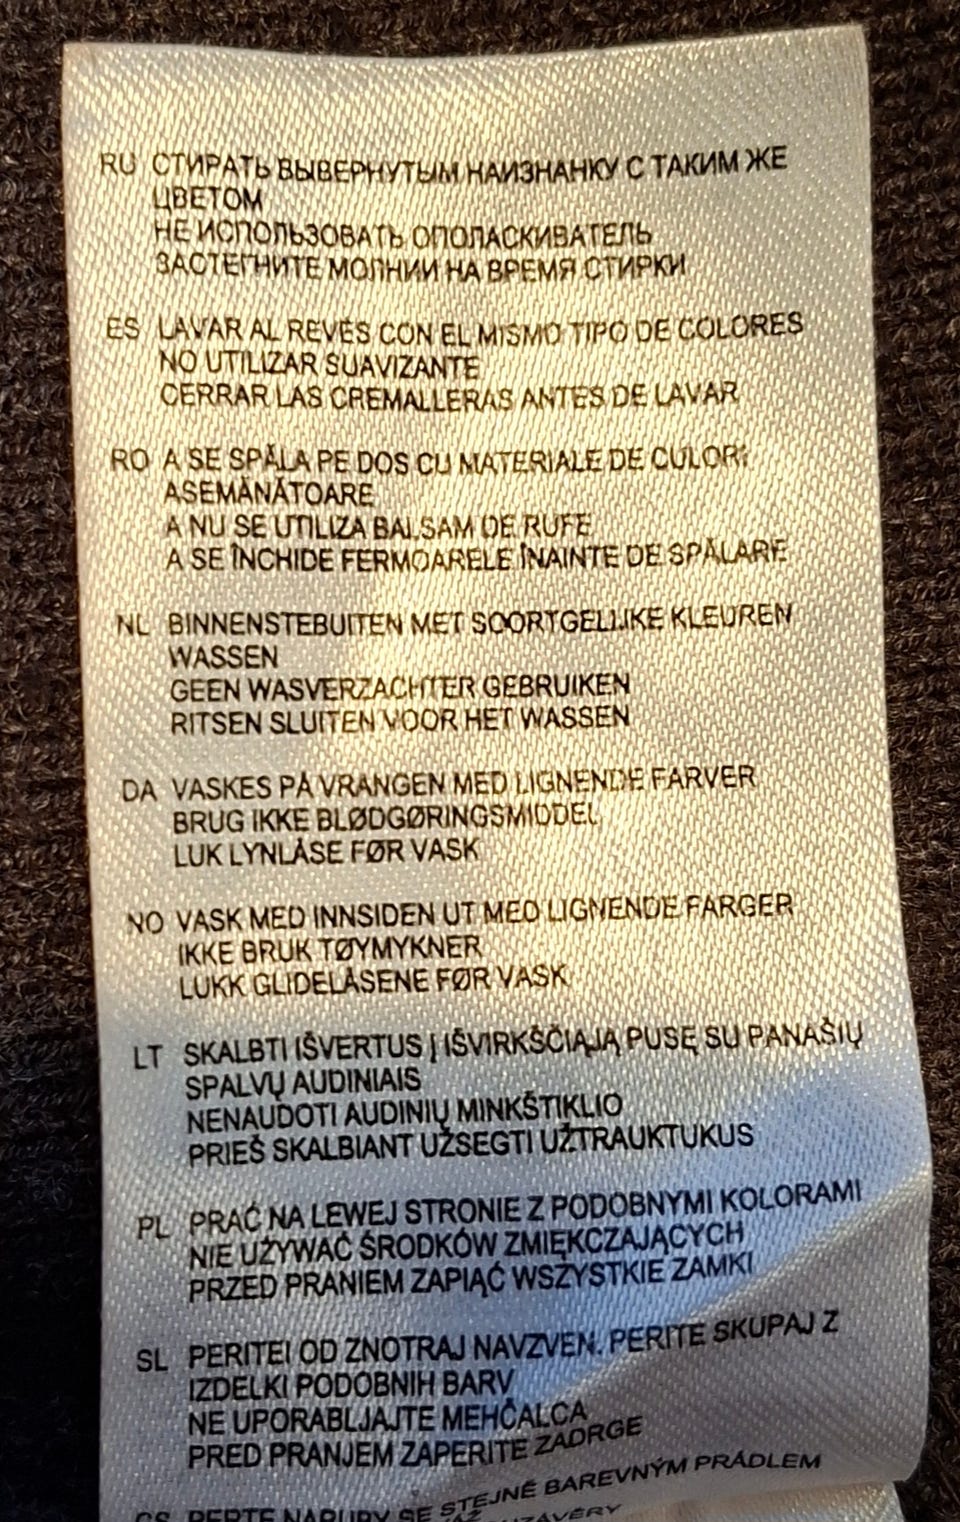 RU СТИРАТЬ ВЫВЕРНУТЫМ НАИЗНАНКУ С ТАКИМ ЖЕ
ЦВЕТОМ
НЕ ИСПОЛЬЗОВАТЬ ОПОЛАСКИВАТЕЛЬ
ЗАСТЕГНИТЕ МОЛНИИ НА ВРЕМЯ СТИРКИ
ES LAVAR AL REVÉS CON EL MISMO TIPO DE COLORES
NO UTILIZAR SUAVIZANTE
CERRAR LAS CREMALLERAS ANTES DE LAVAR
RO A SE SPĂLA PE DOS CU MATERIALE DE CULORI
ASEMĂNĂTOARE
A NU SE UTILIZA BALSAM DE RUFE
A SE ÎNCHIDE FERMOARELE ÎNAINTE DE SPĂLARE
NL BINNENSTEBUITEN MET SOORTGELIJKE KLEUREN
WASSEN
GEEN WASVERZACHTER GEBRUIKEN
RITSEN SLUITEN VOOR HET WASSEN
DA VASKES PÅ VRANGEN MED LIGNENDE FARVER
BRUG IKKE BLØDGØRINGSMIDDEL
LUK LYNLÅSE FØR VASK
NO VASK MED INNSIDEN UT MED LIGNENDE FARGER
IKKE BRUK TØYMYKNER
LUKK GLIDELÅSENE FØR VASK
LT SKALBTI IŠVERTUS Į IŠVIRKŠČIĄJĄ PUSĘ SU PANAŠIŲ
SPALVŲ AUDINIAIS
NENAUDOTI AUDINIŲ MINKŠTIKLIO
PRIEŠ SKALBIANT UŽSEGTI UŽTRAUKTUKUS
PL PRAĆ NA LEWEJ STRONIE Z PODOBNYMI KOLORAMI
NIE UŻYWAĆ ŚRODKÓW ZMIĘKCZAJĄCYCH
PRZED PRANIEM ZAPIĄĆ WSZYSTKIE ZAMKI
SL PERITEI OD ZNOTRAJ NAVZVEN. PERITE SKUPAJ Z
IZDELKI PODOBNIH BARV
NE UPORABLJAJTE MEHČALCA
PRED PRANJEM ZAPERITE ZADRGE
CS PERTE NARUBY SE STEJNĚ BAREVNÝM PRÁDLEM